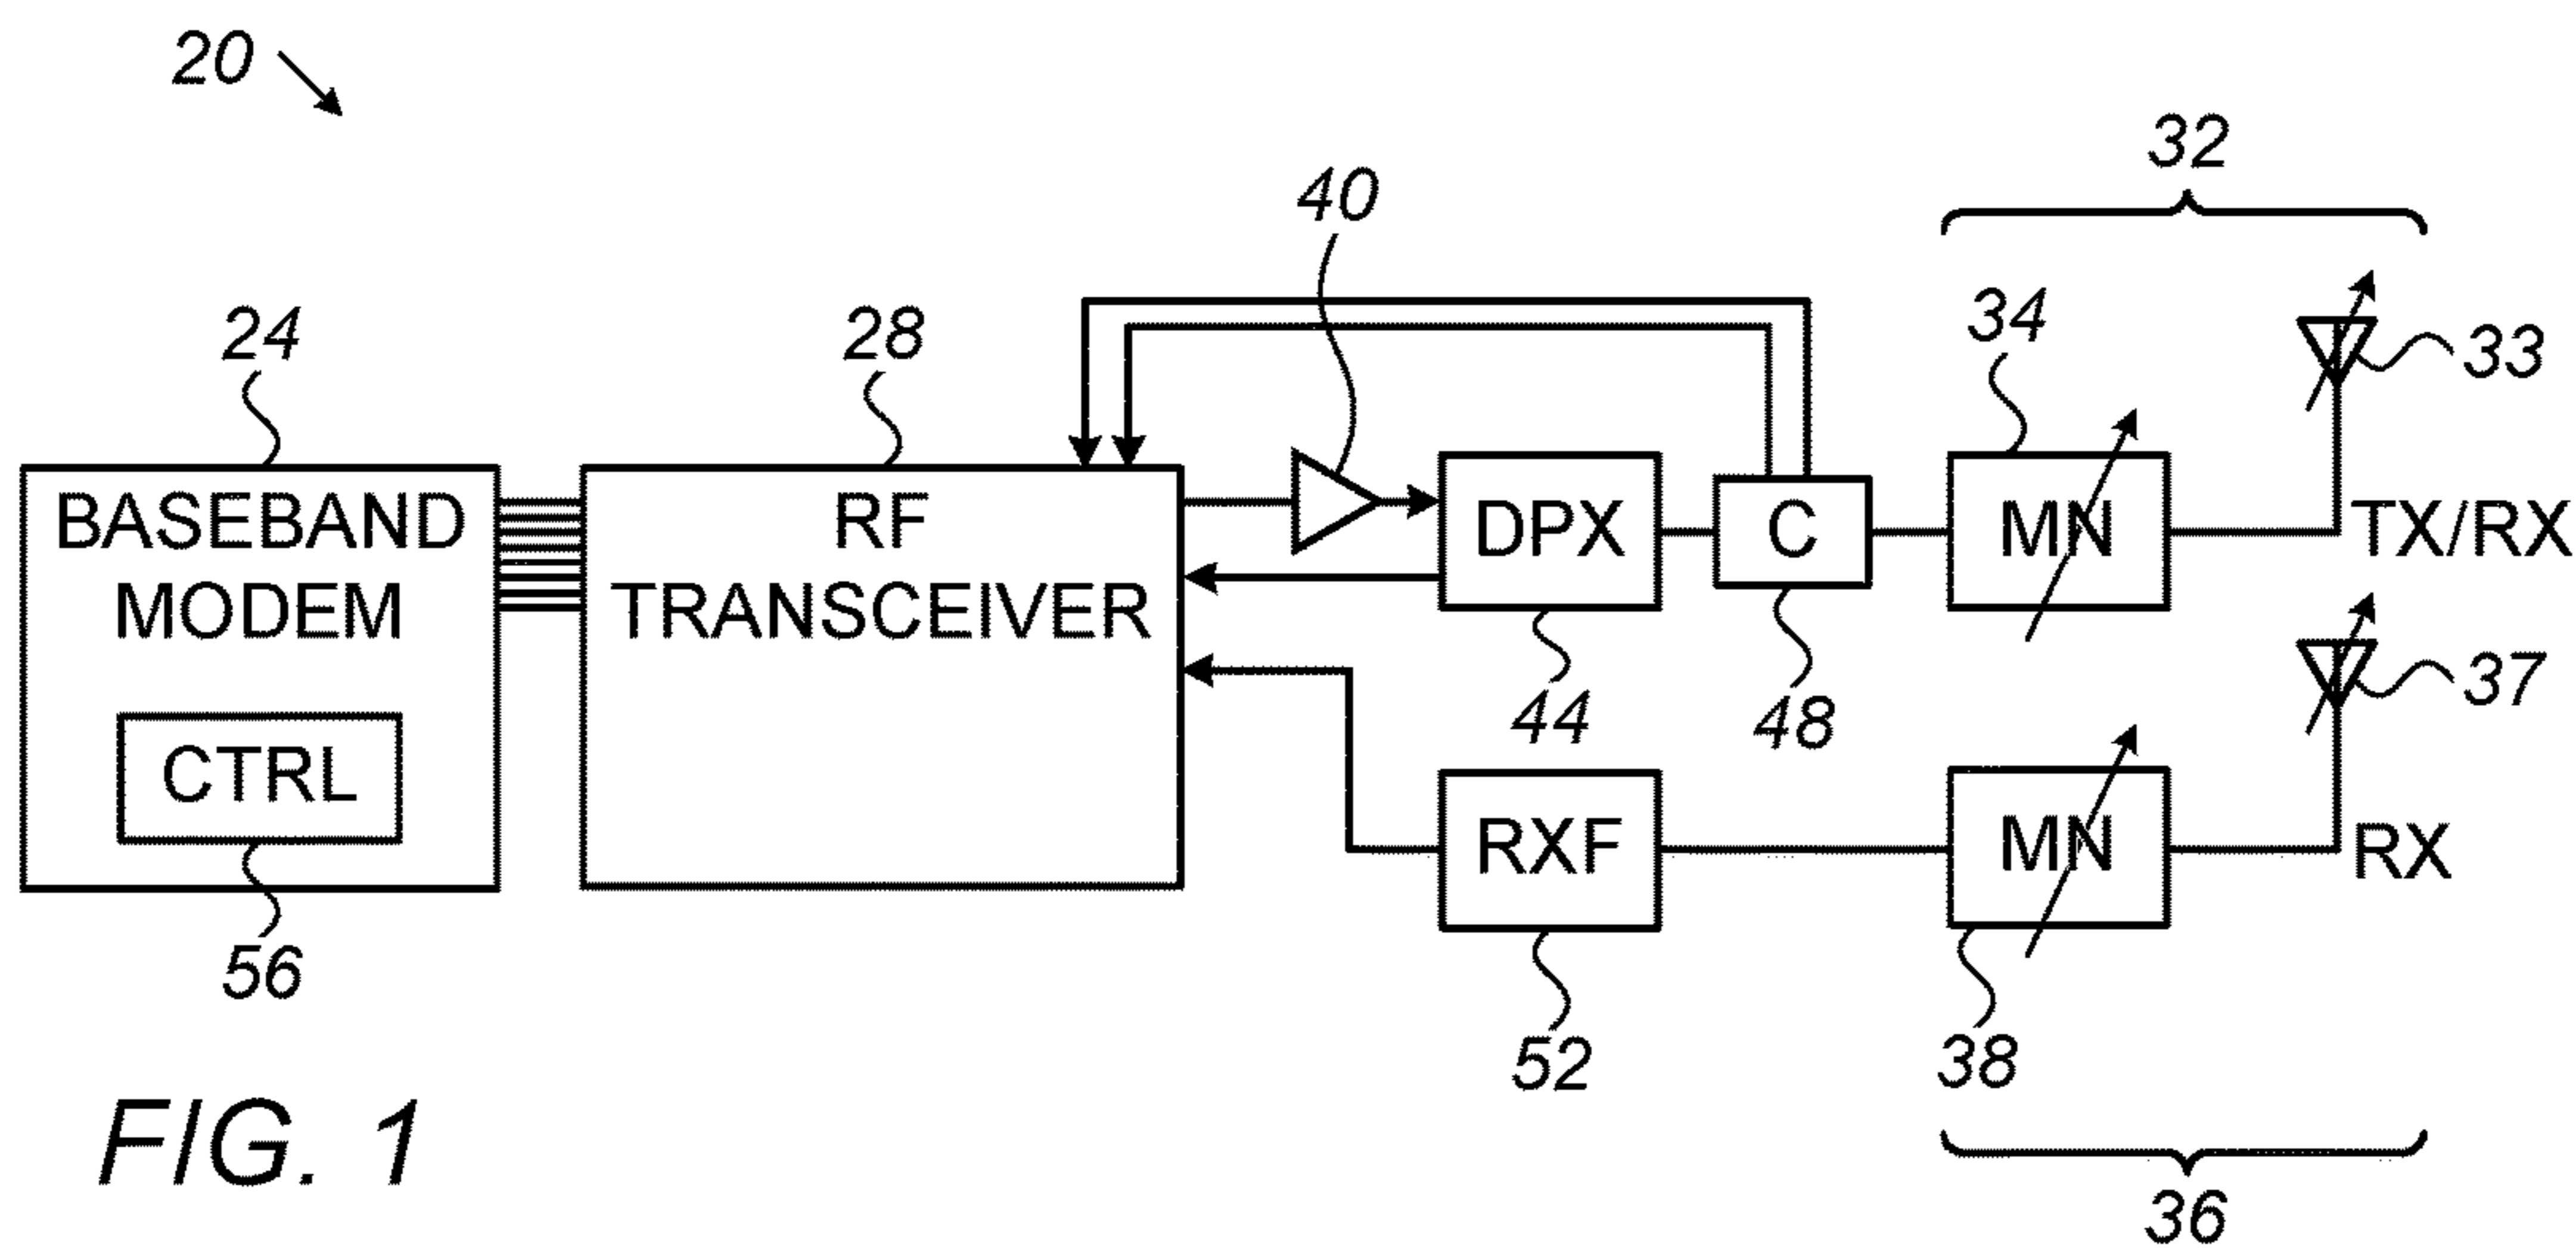 20
32
40
34
24
28
33
BASEBAND
MODEM
RF
TRANSCEIVER
DPX
C
MN
TX/RX
37
44
48
CTRL
RXF
MN
RX
56
52
38
FIG. 1
36